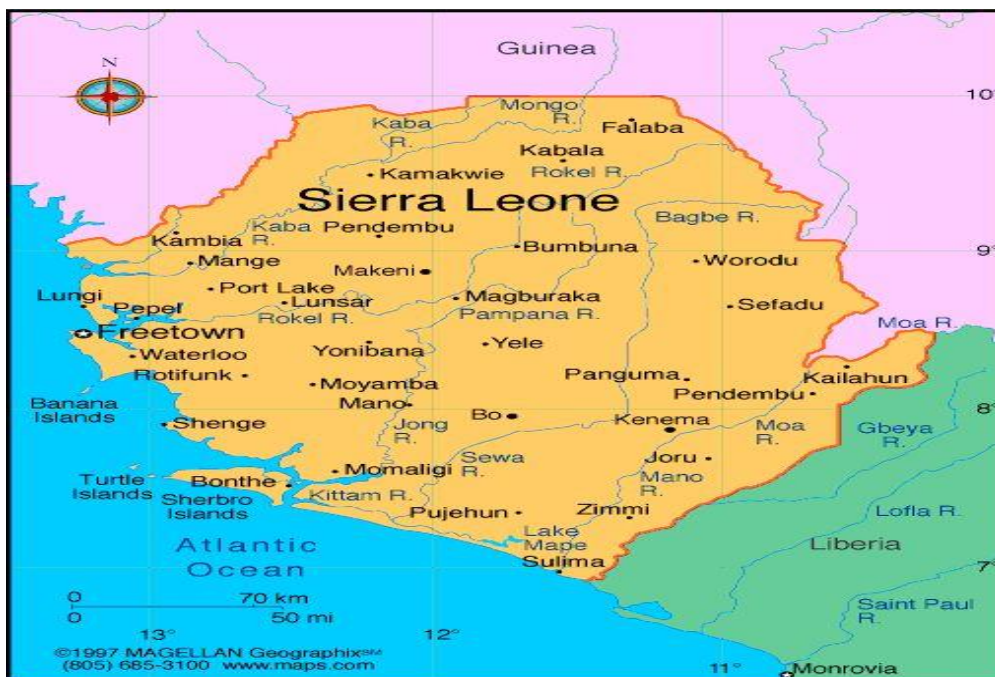 N
Guinea
10°
Mongo
R.
Kaba
R.
Falaba
Kabala
Rokel R.
Kamakwie
Sierra Leone
Bagbe R.
Kaba
R.
Pendembu
Kambia
Bumbuna
9°
Mange
Makeni
Worodu
Port Lake
Lungi
Lunsar
Magburaka
Sefadu
Pepel
Rokel R.
Pampana R.
Moa R.
Freetown
Waterloo
Yonibana
Yele
Rotifunk
Moyamba
Panguma
Kailahun
Pendembu
Banana
Islands
Mano
Bo
Kenema
8°
Shenge
Jong
R.
Moa
R.
Gbeya
R.
Sewa
R.
Joru
Momaligi
Mano
R.
Turtle
Islands
Bonthe
Kittam R.
Sherbro
Islands
Pujehun
Zimmi
Lofla R.
Lake
Mape
Atlantic
Ocean
Liberia
Sulima
7°
0 70 km
0 50 mi
Saint Paul
R.
13° 12° 11°
©1997 MAGELLAN Geographix℠
(805) 685-3100 www.maps.com
Monrovia